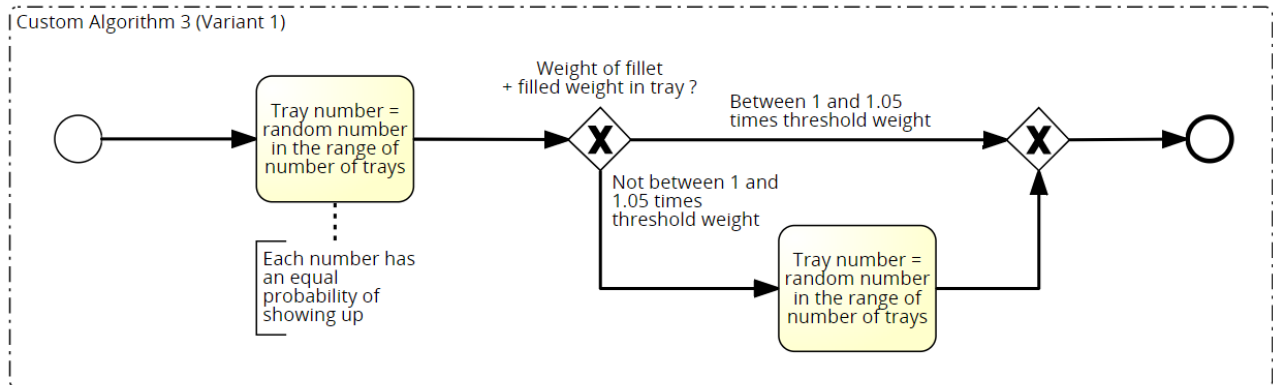 Custom Algorithm 3 (Variant 1)
Weight of fillet
+ filled weight in tray ?
Tray number =
random number
in the range of
number of trays
Between 1 and 1.05
times threshold weight
X
X
Not between 1 and
1.05 times
threshold weight
Each number has
an equal
probability of
showing up
Tray number =
random number
in the range of
number of trays